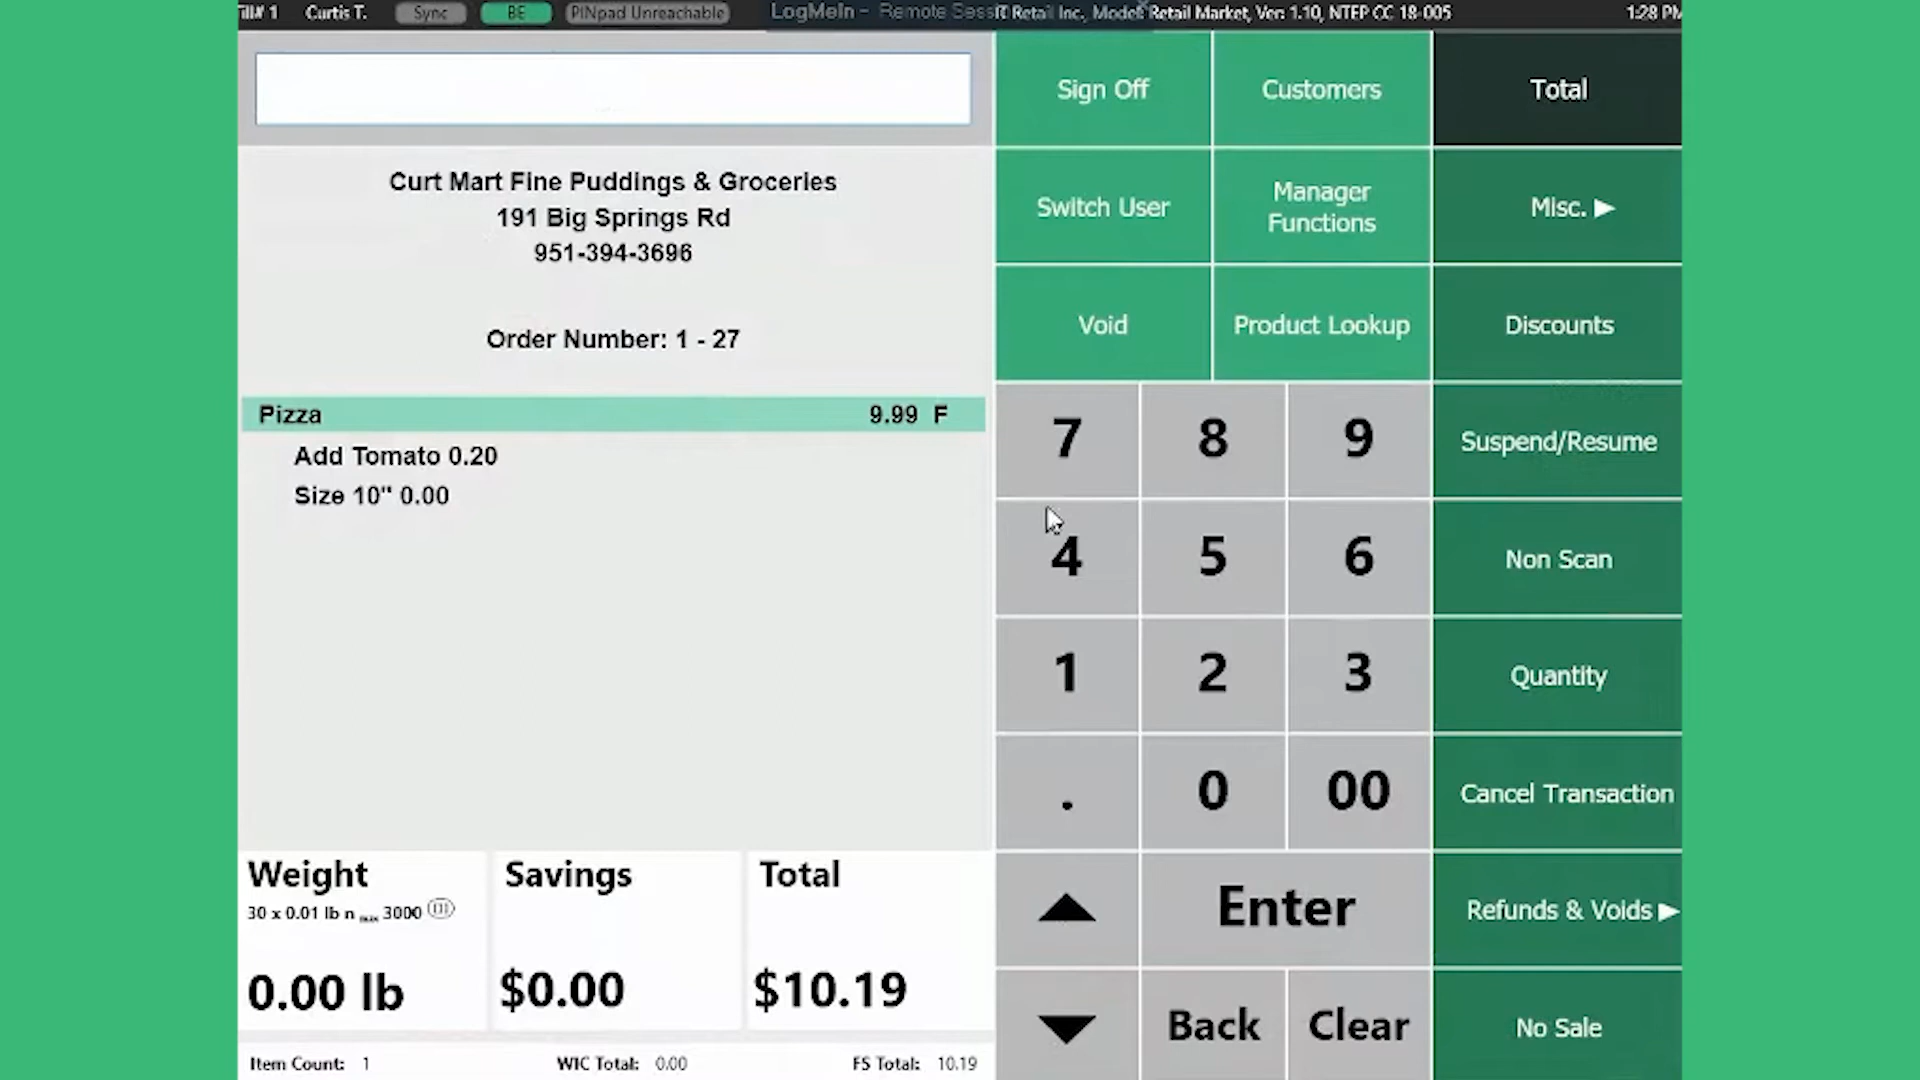 Till# 1 Curtis T. Sync BE PINpad Unreachable LogMeIn - Remote Sess Retail Inc, Model: Retail Market, Ver: 1.10, NTEP CC 18-005 1:28 PM
Sign Off Customers Total
Curt Mart Fine Puddings & Groceries
191 Big Springs Rd
951-394-3696
Switch User Manager Functions Misc. ▶
Order Number: 1 - 27
Void Product Lookup Discounts
Pizza 9.99 F
Add Tomato 0.20
Size 10" 0.00
7 8 9 Suspend/Resume
4 5 6 Non Scan
1 2 3 Quantity
. 0 00 Cancel Transaction
Weight Savings Total
30 x 0.01 lb n max 3000 III
0.00 lb $0.00 $10.19
▲ Enter Refunds & Voids ▶
▼ Back Clear No Sale
Item Count: 1 WIC Total: 0.00 FS Total: 10.19